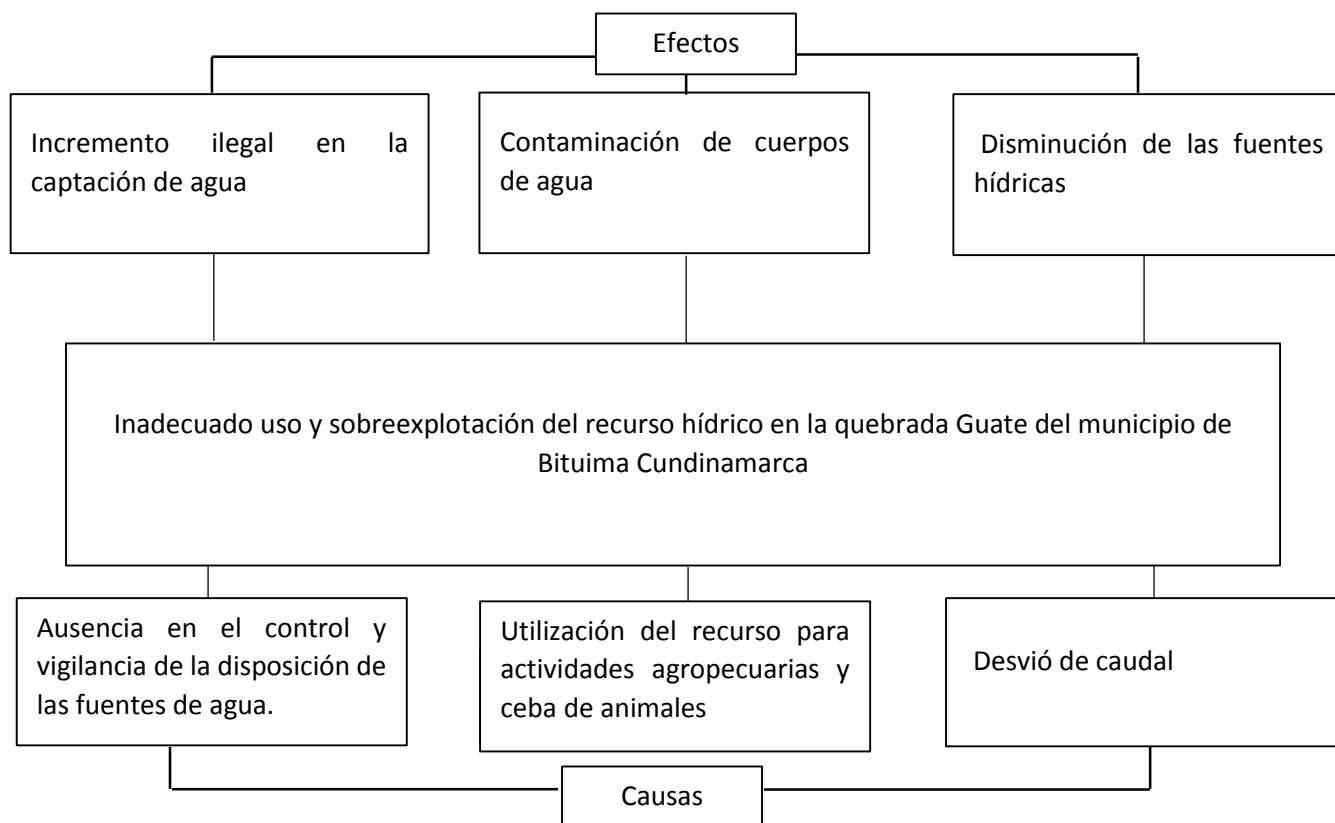 Efectos
Incremento ilegal en la
captación de agua
Contaminación de cuerpos
de agua
Disminución de las fuentes
hídricas
Inadecuado uso y sobreexplotación del recurso hídrico en la quebrada Guate del municipio de
Bituima Cundinamarca
Ausencia en el control y
vigilancia de la disposición de
las fuentes de agua.
Utilización del recurso para
actividades agropecuarias y
ceba de animales
Desvió de caudal
Causas